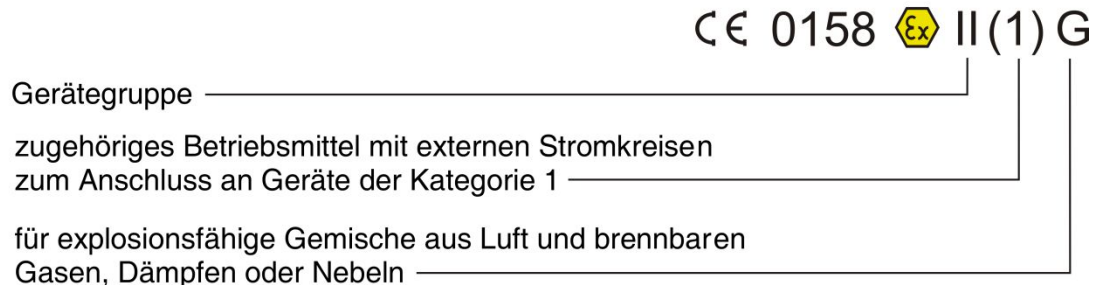 CE 0158 Ex II (1) G
Gerätegruppe
zugehöriges Betriebsmittel mit externen Stromkreisen
zum Anschluss an Geräte der Kategorie 1
für explosionsfähige Gemische aus Luft und brennbaren
Gasen, Dämpfen oder Nebeln